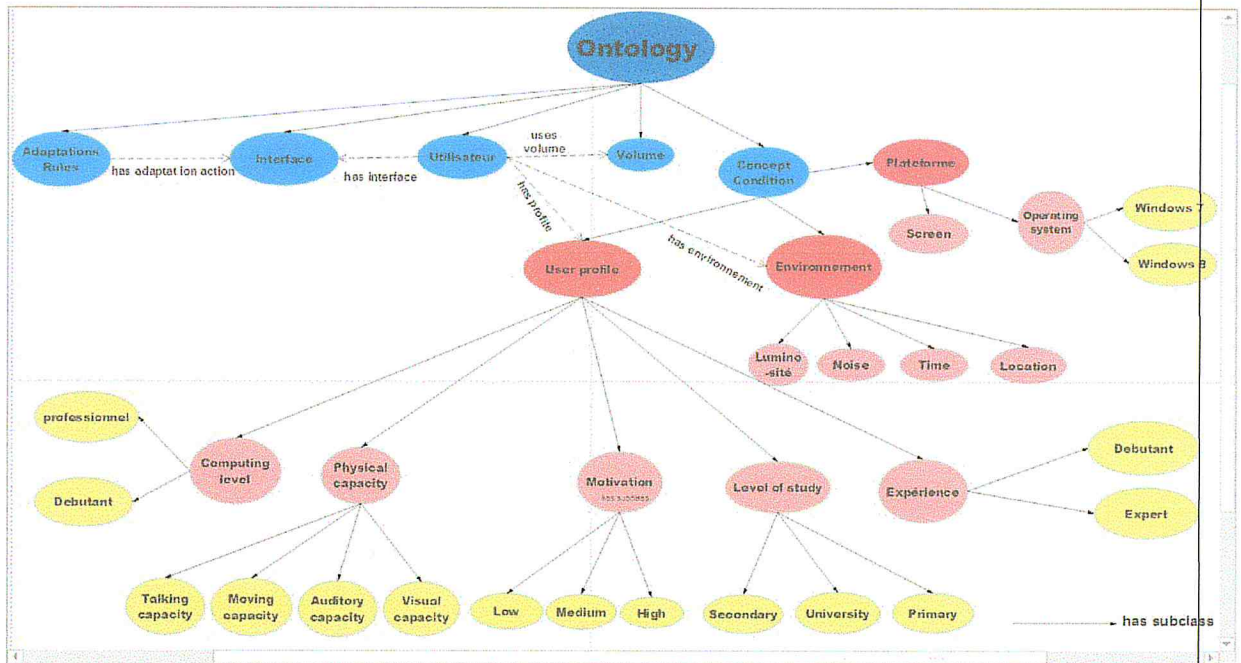 Ontology
Adaptations
Rules
has adaptat ion action
Interface
has interface
Utilisateur
uses
volume
Volume
Concept
Condition
Plateforme
Screen
Operating
system
Windows 7
Windows 8
has profile
has environnement
User profile
Environnement
Lumino
-sité
Noise
Time
Location
professionnel
Debutant
Computing
level
Physical
capacity
Motivation
has subclass
Level of study
Expérience
Debutant
Expert
Talking
capacity
Moving
capacity
Auditory
capacity
Visual
capacity
Low
Medium
High
Secondary
University
Primary
has subclass